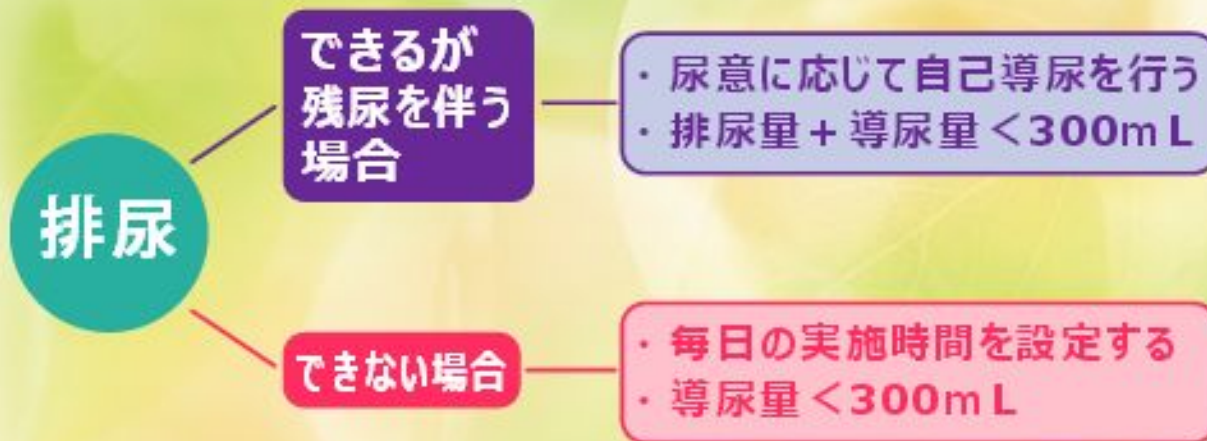 排尿
できるが
残尿を伴う
場合
・尿意に応じて自己導尿を行う
・排尿量+導尿量<300mL
できない場合
・毎日の実施時間を設定する
・導尿量<300mL